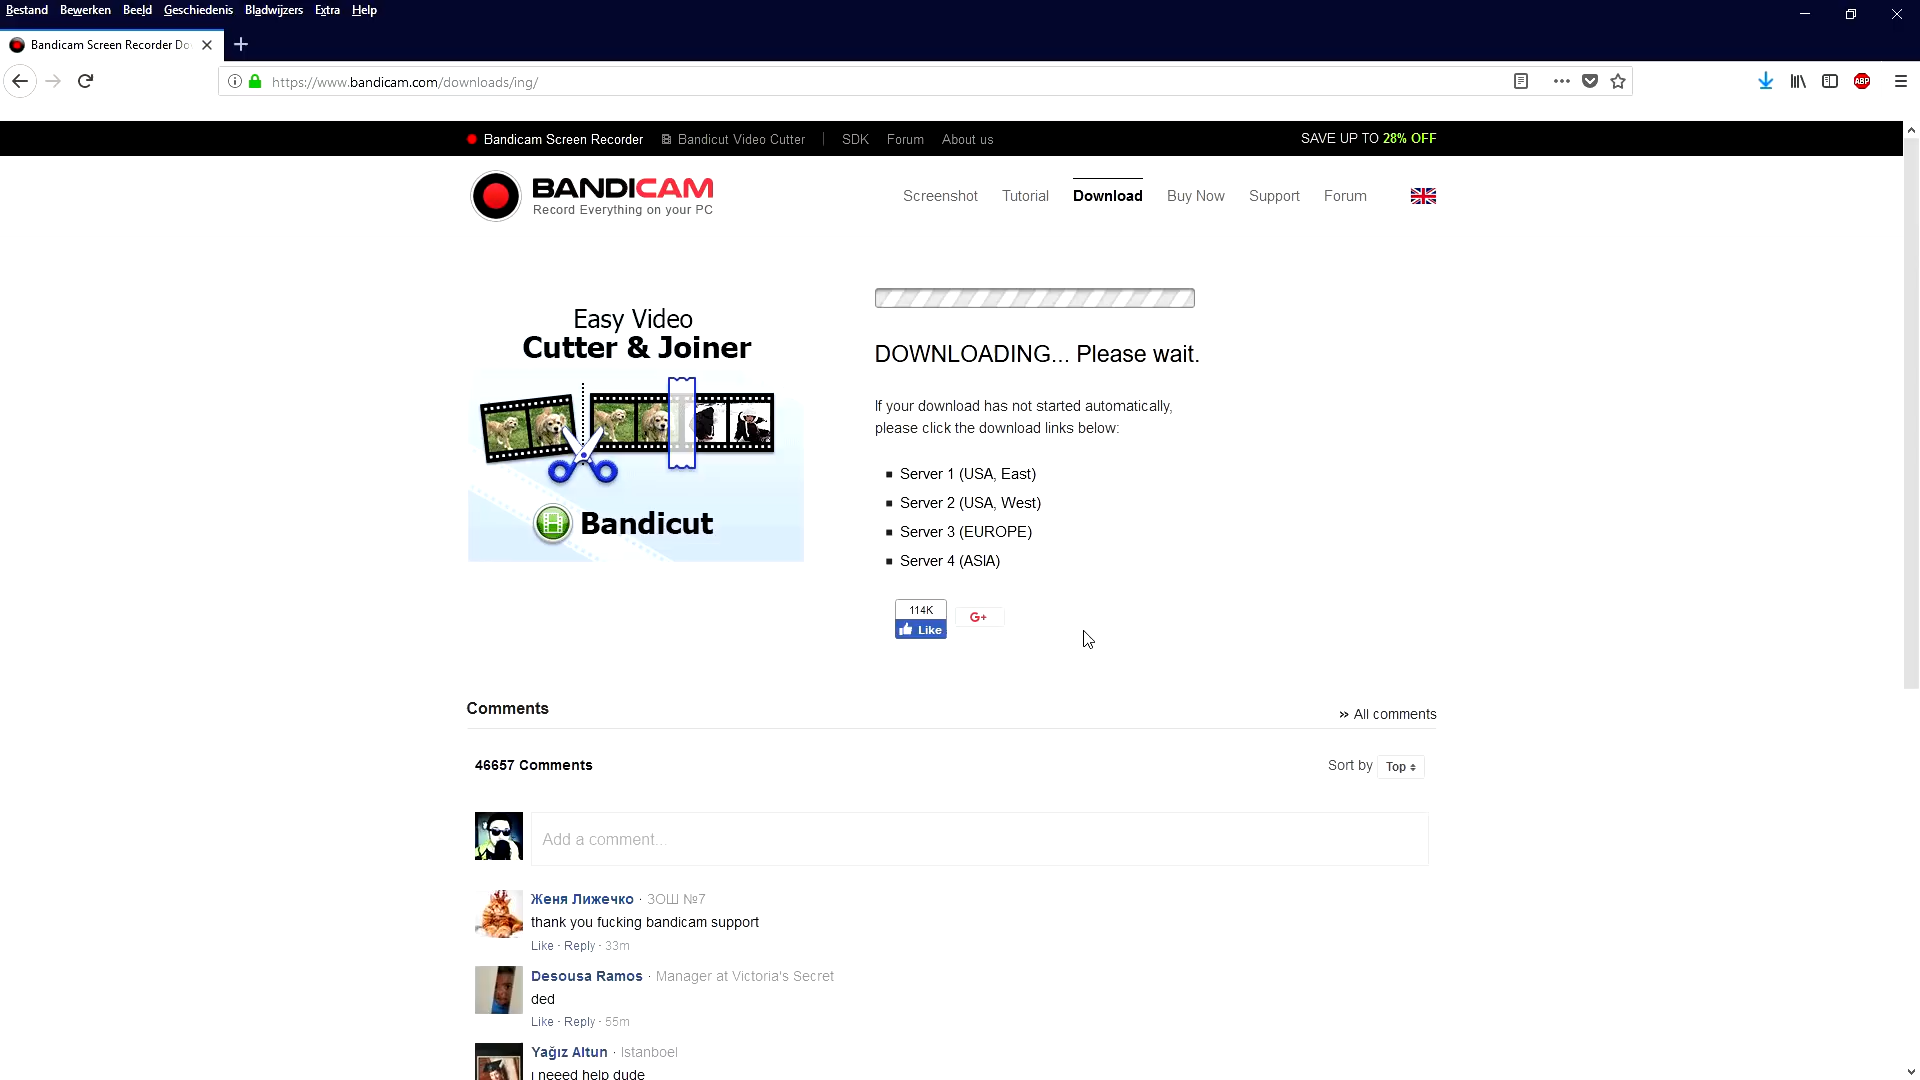 Bestand Bewerken Beeld Geschiedenis Bladwijzers Extra Help
Bandicam Screen Recorder Do
https://www.bandicam.com/downloads/ing/
ABP
Bandicam Screen Recorder Bandicut Video Cutter | SDK Forum About us SAVE UP TO 28% OFF
BANDICAM
Record Everything on your PC
Screenshot Tutorial Download Buy Now Support Forum
Easy Video
Cutter & Joiner
Bandicut
DOWNLOADING... Please wait.
If your download has not started automatically,
please click the download links below:
Server 1 (USA, East)
Server 2 (USA, West)
Server 3 (EUROPE)
Server 4 (ASIA)
114K
Like
G+
Comments
» All comments
46657 Comments
Sort by Top
Add a comment...
Женя Лижечко · ЗОШ №7
thank you fucking bandicam support
Like · Reply · 33m
Desousa Ramos · Manager at Victoria's Secret
ded
Like · Reply · 55m
Yağız Altun · Istanboel
ı neeed help dude